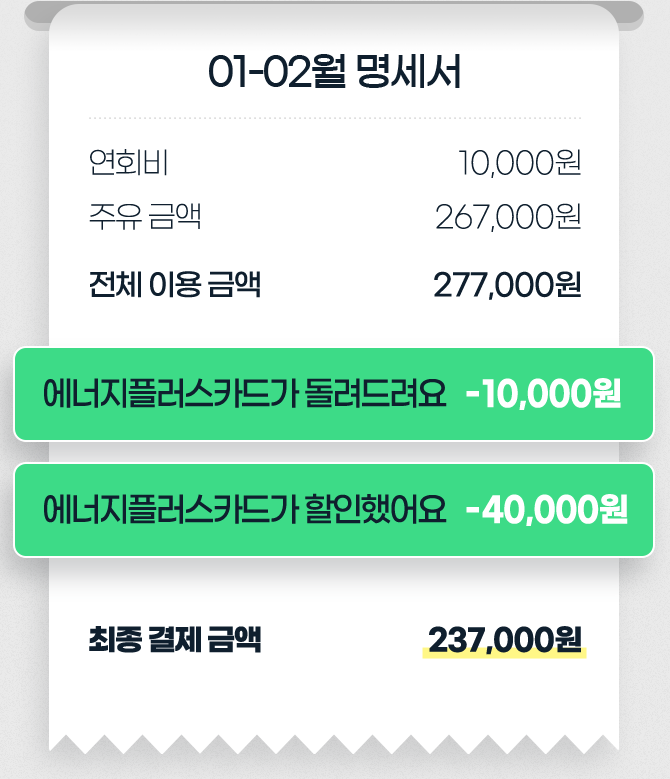 01-02월 명세서
연회비 10,000원
주유 금액 267,000원
전체 이용 금액 277,000원
에너지플러스카드가 돌려드려요 -10,000원
에너지플러스카드가 할인했어요 -40,000원
최종 결제 금액 237,000원